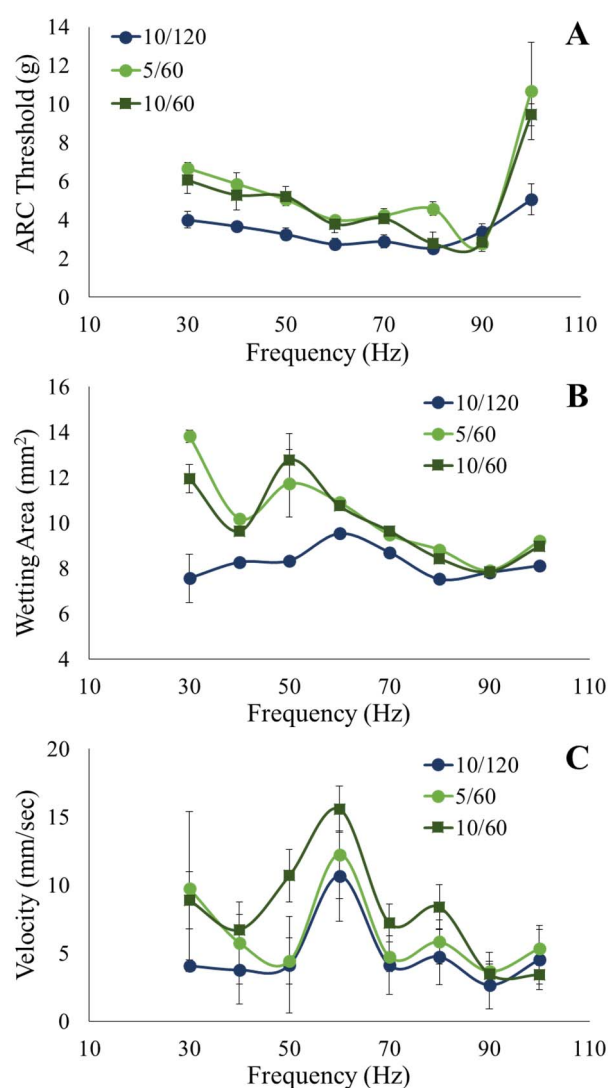 A
10/120
5/60
10/60
ARC Threshold (g)
14
12
10
8
6
4
2
0
10 30 50 70 90 110
Frequency (Hz)
B
10/120
5/60
10/60
Wetting Area (mm²)
16
14
12
10
8
6
4
10 30 50 70 90 110
Frequency (Hz)
C
10/120
5/60
10/60
Velocity (mm/sec)
20
15
10
5
0
10 30 50 70 90 110
Frequency (Hz)